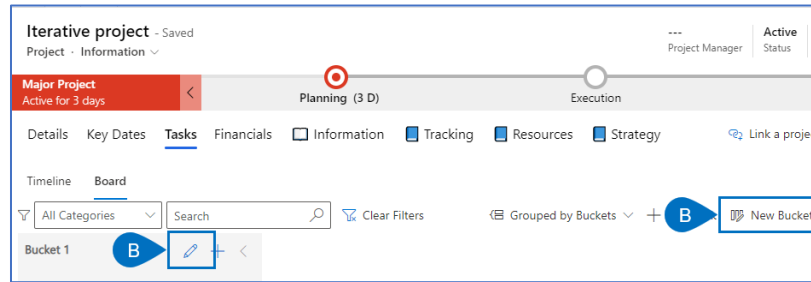 Iterative project - Saved
Project · Information
--- Active
Project Manager Status
Major Project
Active for 3 days
Planning (3 D) Execution
Details Key Dates Tasks Financials Information Tracking Resources Strategy Link a proje
Timeline Board
All Categories Search Clear Filters Grouped by Buckets B New Bucket
Bucket 1 B